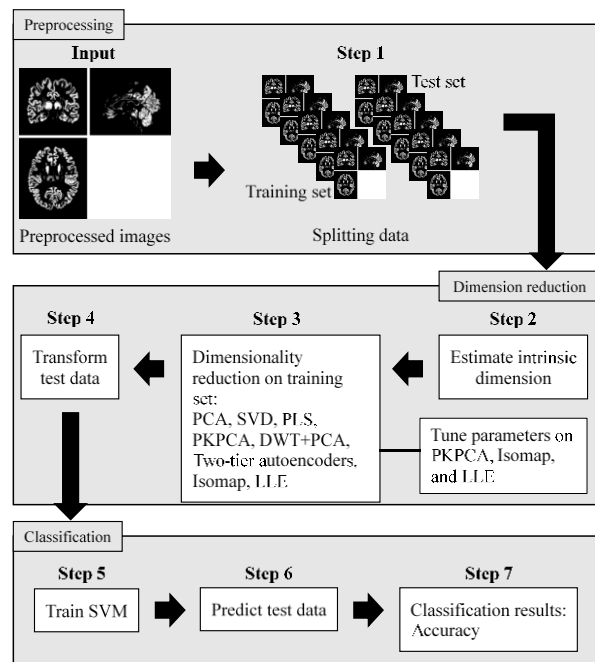 Preprocessing
Input
Step 1
Test set
Training set
Preprocessed images
Splitting data
Dimension reduction
Step 4
Step 3
Step 2
Transform
test data
Dimensionality
reduction on training
set:
PCA, SVD, PLS,
PKPCA, DWT+PCA,
Two-tier autoencoders,
Isomap, LLE
Estimate intrinsic
dimension
Tune parameters on
PKPCA, Isomap,
and LLE
Classification
Step 5
Step 6
Step 7
Train SVM
Predict test data
Classification results:
Accuracy